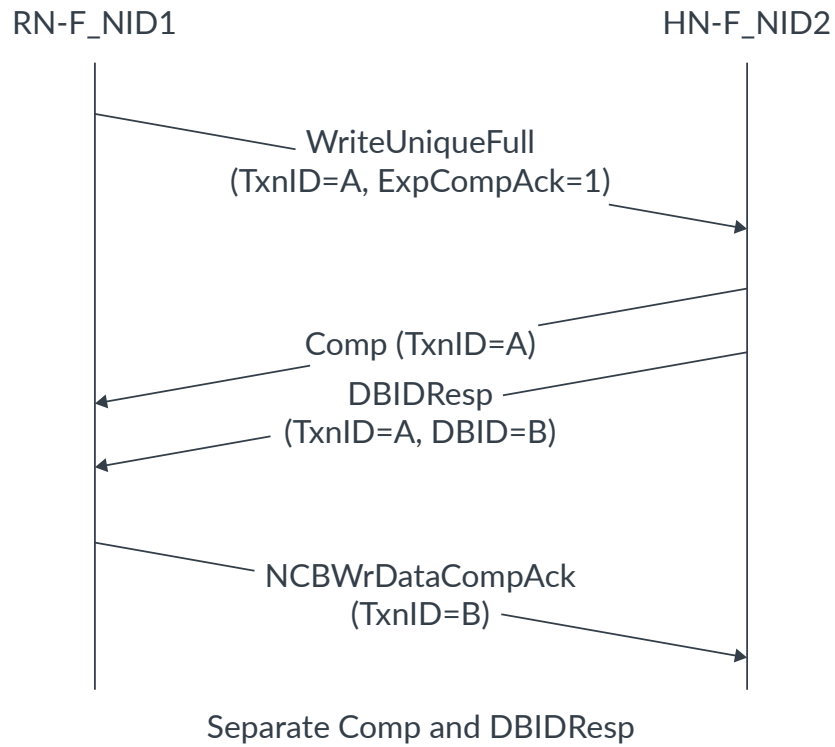 RN-F_NID1
HN-F_NID2
WriteUniqueFull
(TxnID=A, ExpCompAck=1)
Comp (TxnID=A)
DBIDResp
(TxnID=A, DBID=B)
NCBWrDataCompAck
(TxnID=B)
Separate Comp and DBIDResp